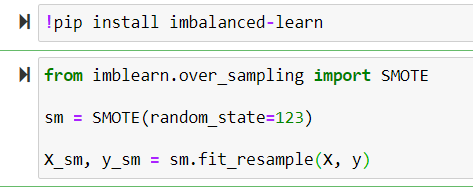 !pip install imbalanced-learn
from imblearn.over_sampling import SMOTE
sm = SMOTE(random_state=123)
X_sm, y_sm = sm.fit_resample(X, y)